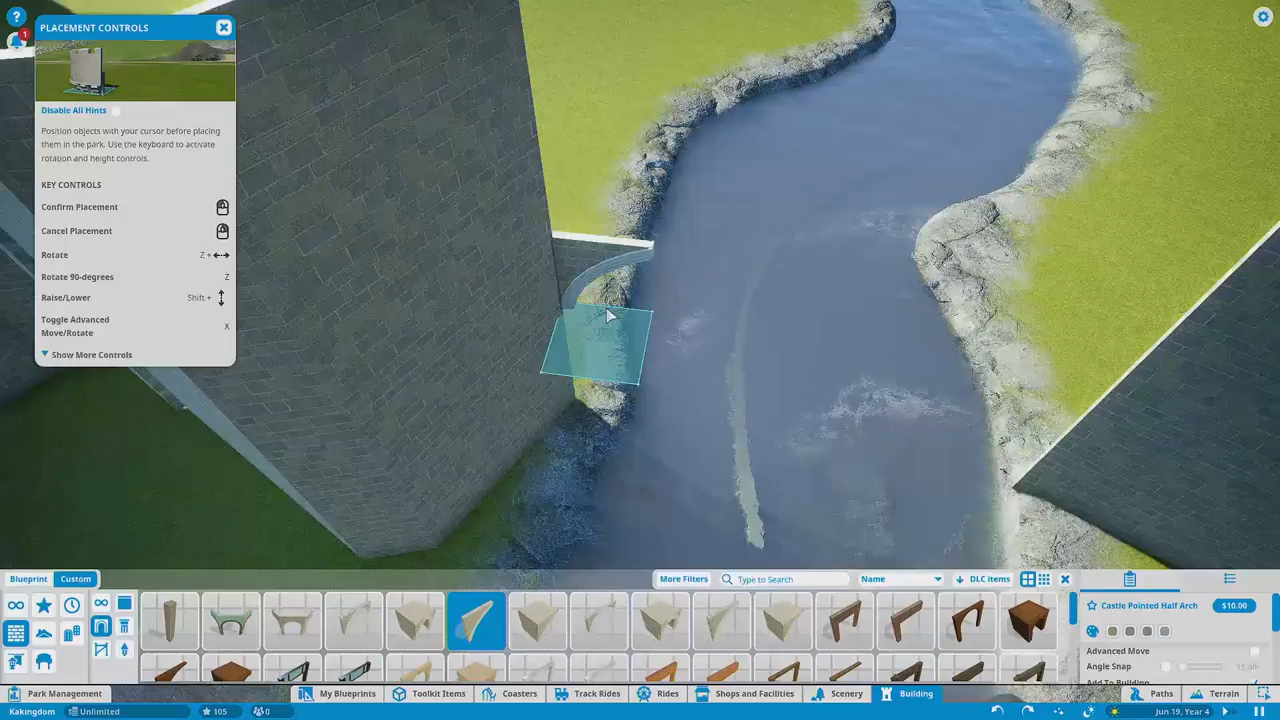 ?
1
PLACEMENT CONTROLS
Disable All Hints
Position objects with your cursor before placing
them in the park. Use the keyboard to activate
rotation and height controls.
KEY CONTROLS
Confirm Placement
Cancel Placement
Rotate Z +
Rotate 90-degrees Z
Raise/Lower Shift +
Toggle Advanced
Move/Rotate X
Show More Controls
Blueprint Custom More Filters Type to Search Name DLC items
Castle Pointed Half Arch $10.00
Advanced Move
Angle Snap 15.00°
Park Management My Blueprints Toolkit Items Coasters Track Rides Rides Shops and Facilities Scenery Building Paths Terrain
Kakingdom Unlimited 105 0 Jun 19, Year 4